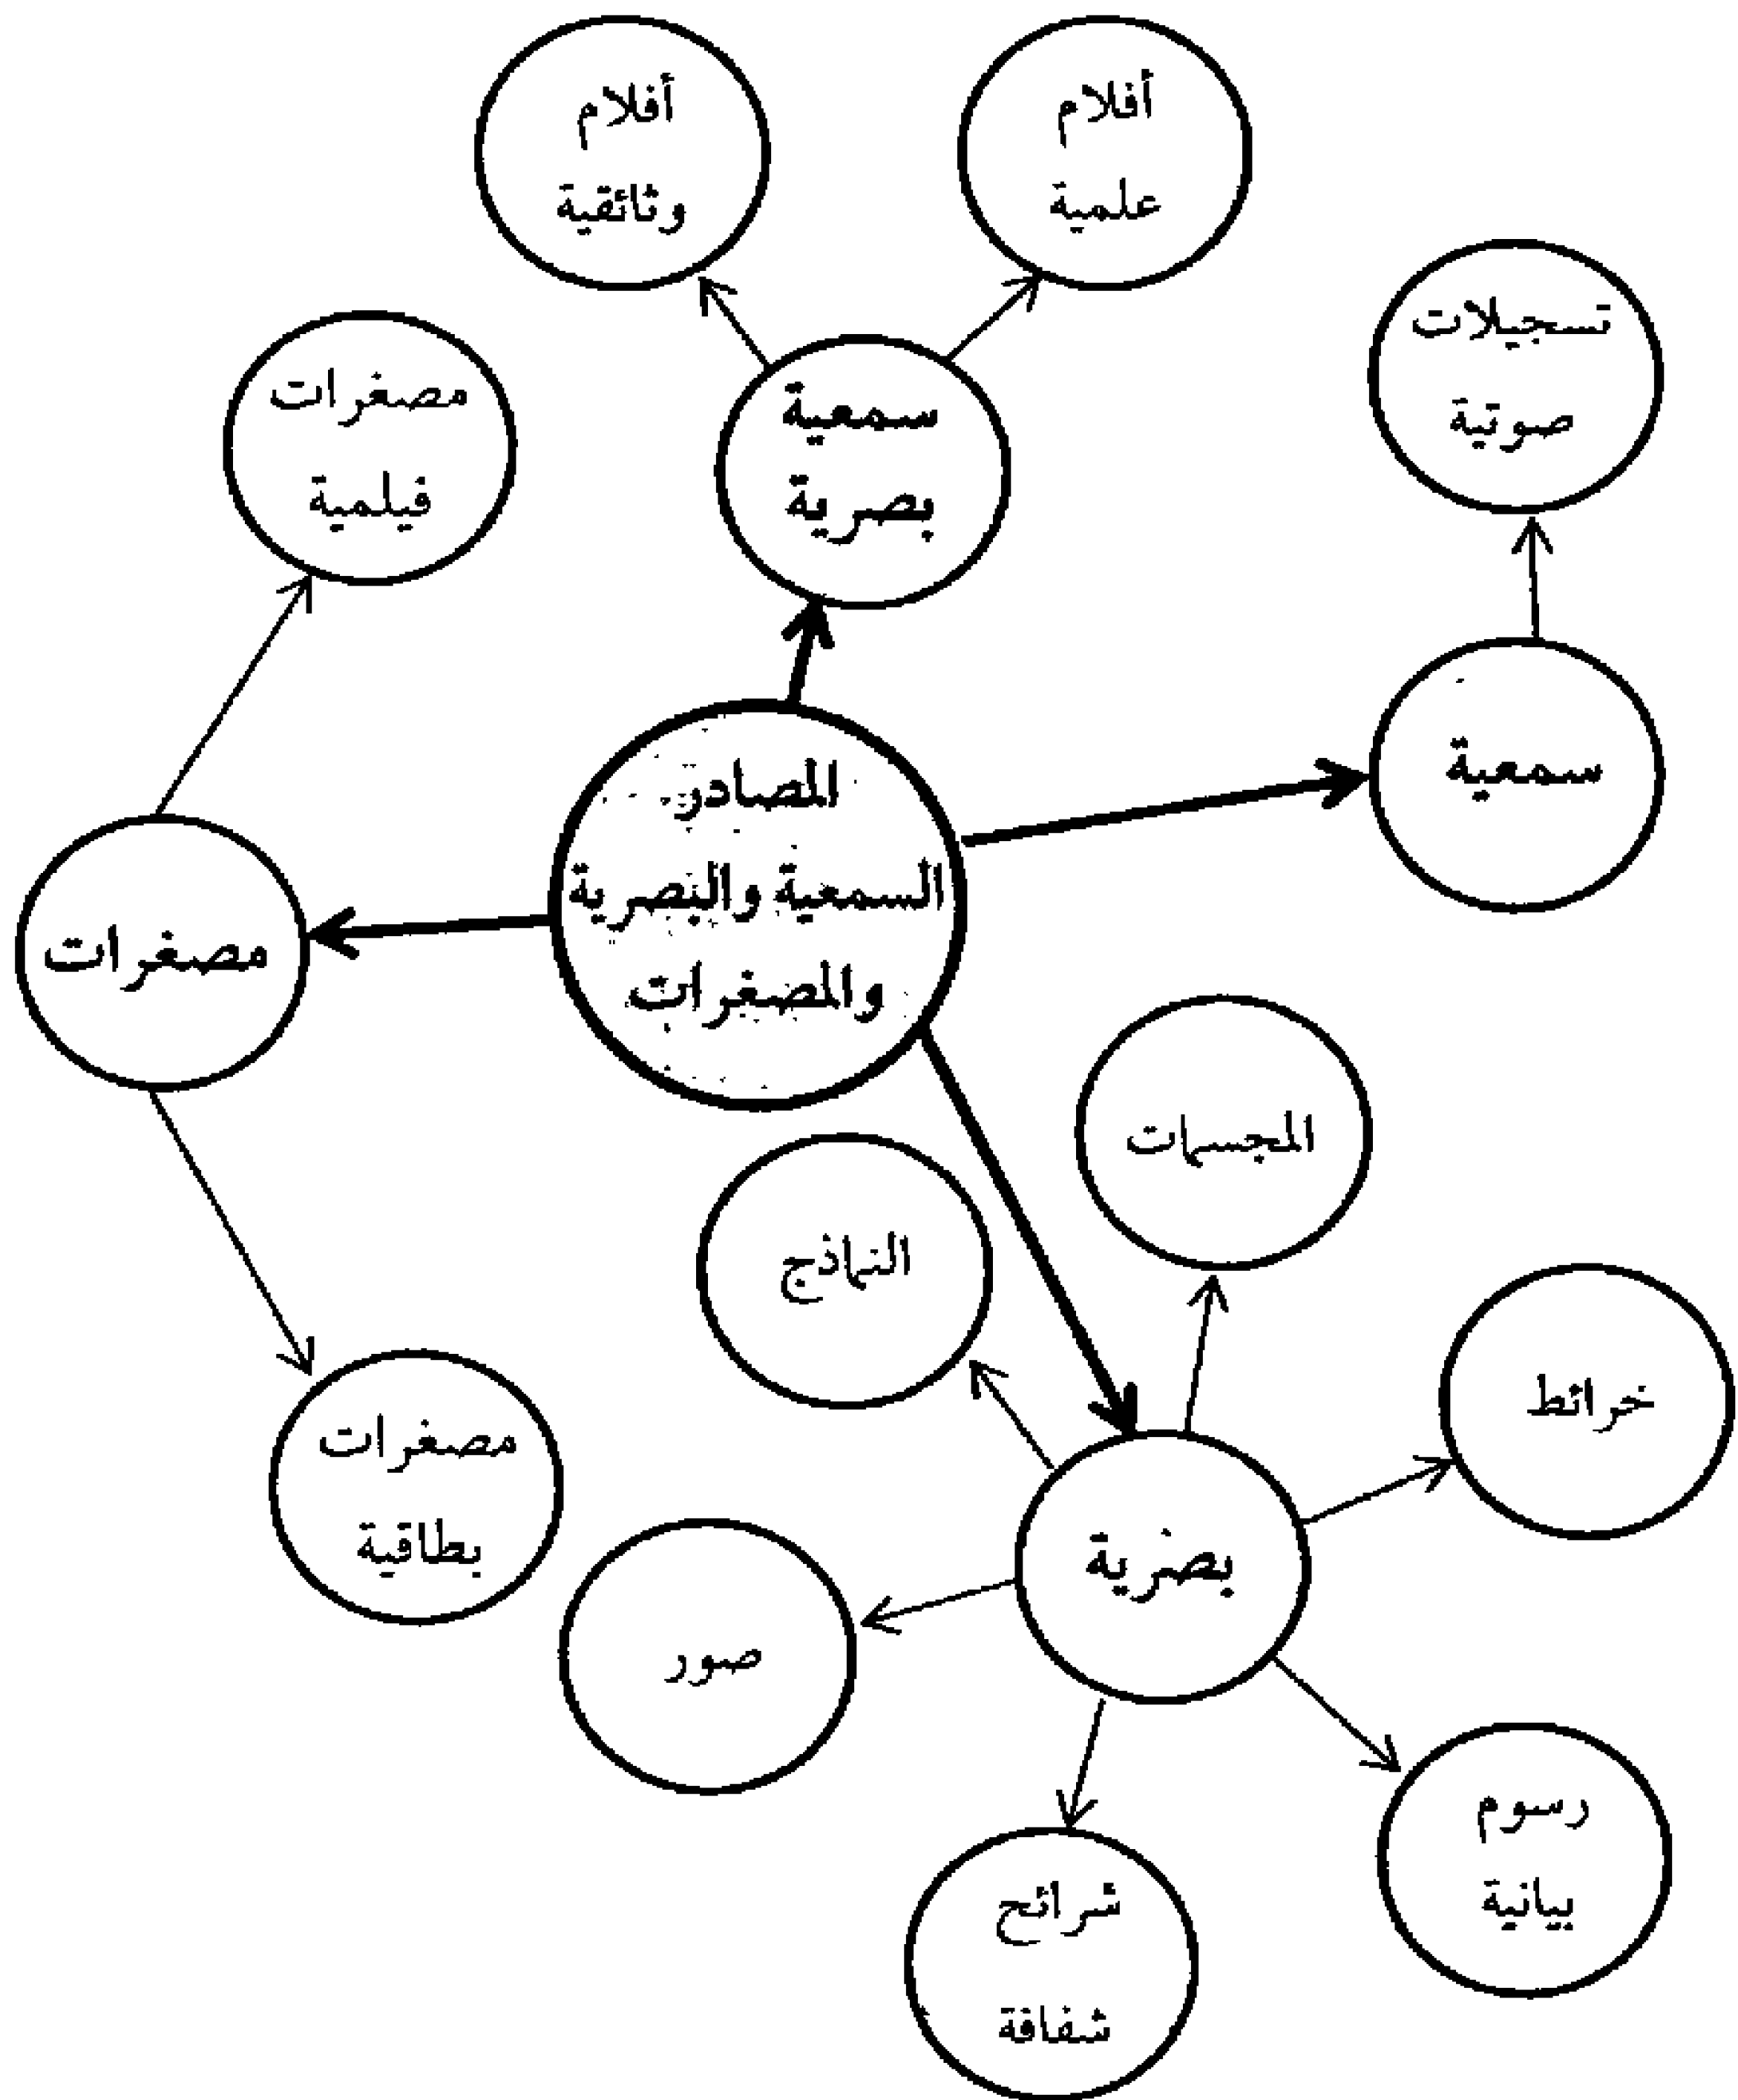 أفلام
علمية
أفلام
وثائقية
تسجيلات
صوتية
سمعية
بصرية
مصغرات
فيلمية
سمعية
المصادر
السمعية والبصرية
والمصغرات
مصغرات
المجسمات
النماذج
خرائط
مصغرات
بطاقية
بصرية
صور
رسوم
بيانية
شرائح
شفافة